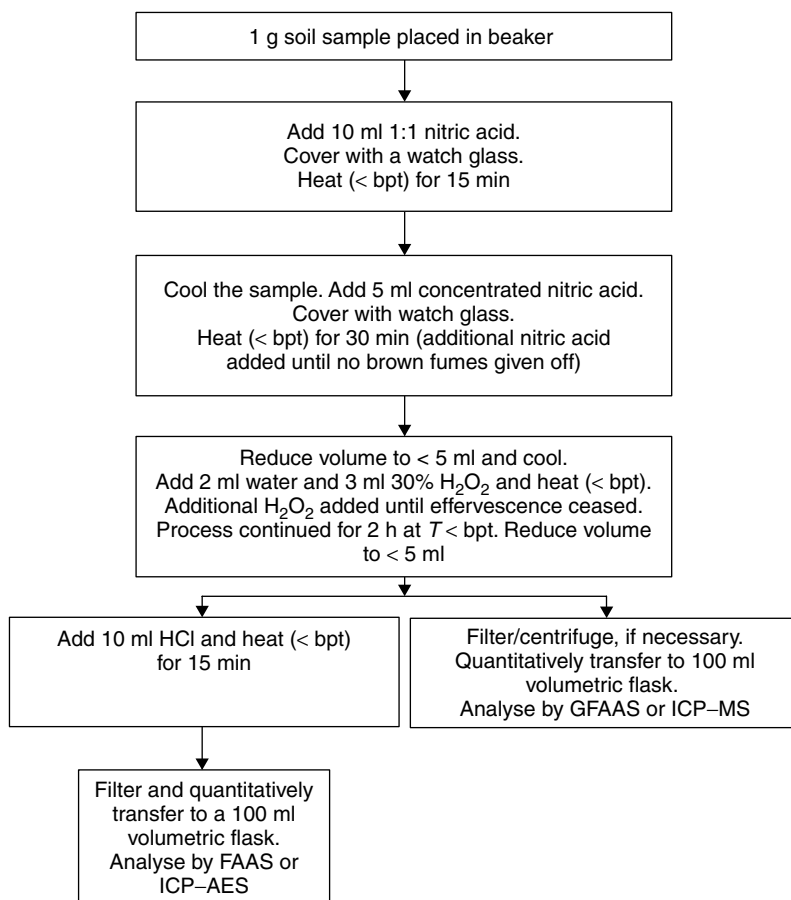 1 g soil sample placed in beaker
Add 10 ml 1:1 nitric acid.
Cover with a watch glass.
Heat (< bpt) for 15 min
Cool the sample. Add 5 ml concentrated nitric acid.
Cover with watch glass.
Heat (< bpt) for 30 min (additional nitric acid
added until no brown fumes given off)
Reduce volume to < 5 ml and cool.
Add 2 ml water and 3 ml 30% H₂O₂ and heat (< bpt).
Additional H₂O₂ added until effervescence ceased.
Process continued for 2 h at T < bpt. Reduce volume
to < 5 ml
Add 10 ml HCl and heat (< bpt)
for 15 min
Filter/centrifuge, if necessary.
Quantitatively transfer to 100 ml
volumetric flask.
Analyse by GFAAS or ICP–MS
Filter and quantitatively
transfer to a 100 ml
volumetric flask.
Analyse by FAAS or
ICP–AES